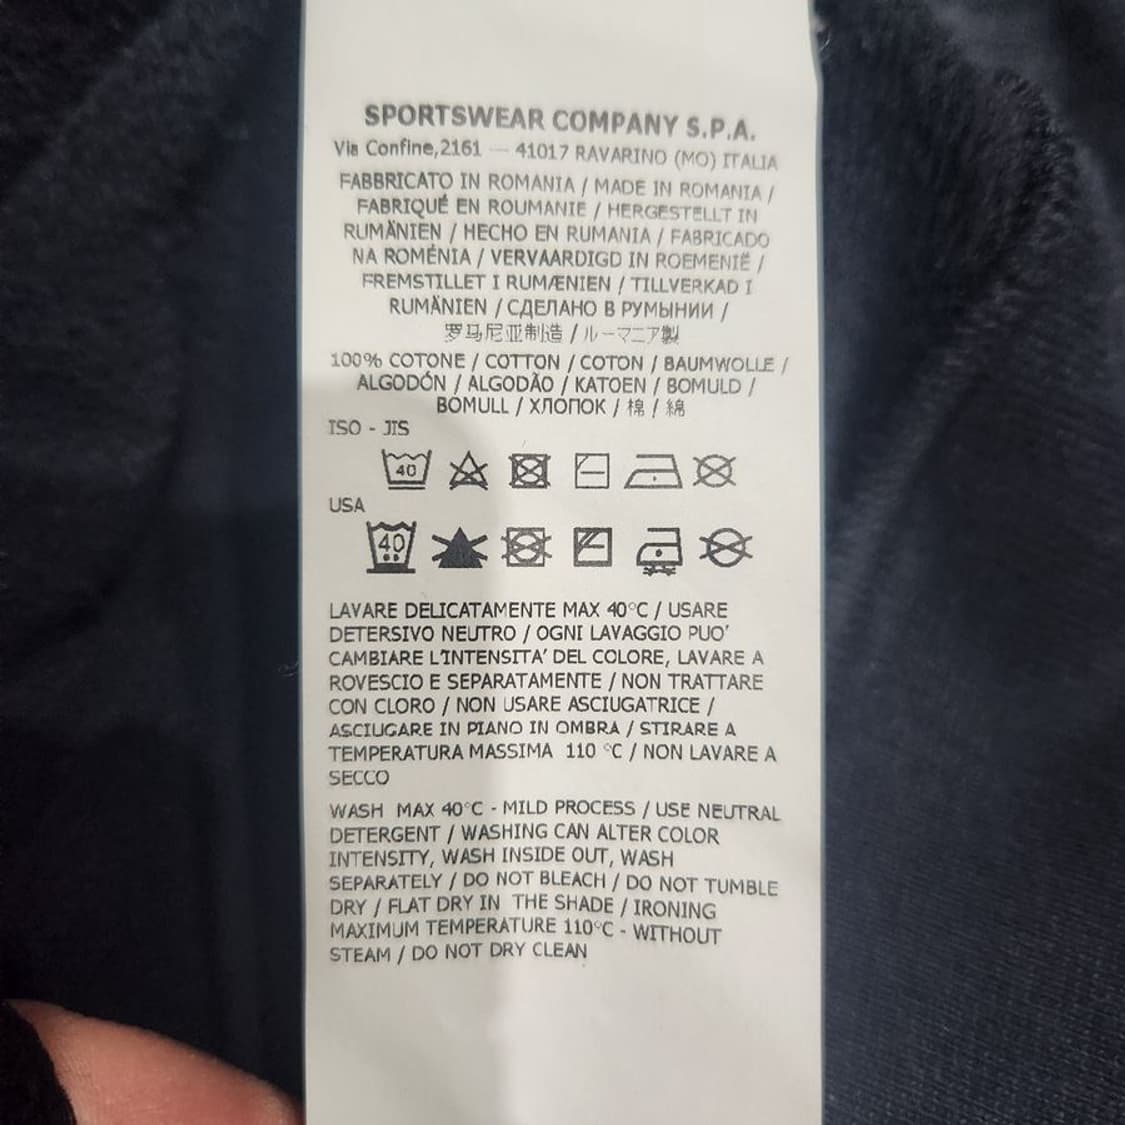 SPORTSWEAR COMPANY S.P.A.
Via Confine,2161 — 41017 RAVARINO (MO) ITALIA
FABBRICATO IN ROMANIA / MADE IN ROMANIA /
FABRIQUÉ EN ROUMANIE / HERGESTELLT IN
RUMÄNIEN / HECHO EN RUMANIA / FABRICADO
NA ROMÉNIA / VERVAARDIGD IN ROEMENIË /
FREMSTILLET I RUMÆNIEN / TILLVERKAD I
RUMÄNIEN / СДЕЛАНО В РУМЫНИИ /
罗马尼亚制造 / ルーマニア製
100% COTONE / COTTON / COTON / BAUMWOLLE /
ALGODÓN / ALGODÃO / KATOEN / BOMULD /
BOMULL / ХЛОПОК / 棉 / 綿
ISO - JIS
40
USA
40
LAVARE DELICATAMENTE MAX 40°C / USARE
DETERSIVO NEUTRO / OGNI LAVAGGIO PUO'
CAMBIARE L'INTENSITA' DEL COLORE, LAVARE A
ROVESCIO E SEPARATAMENTE / NON TRATTARE
CON CLORO / NON USARE ASCIUGATRICE /
ASCIUGARE IN PIANO IN OMBRA / STIRARE A
TEMPERATURA MASSIMA 110 °C / NON LAVARE A
SECCO
WASH MAX 40°C - MILD PROCESS / USE NEUTRAL
DETERGENT / WASHING CAN ALTER COLOR
INTENSITY, WASH INSIDE OUT, WASH
SEPARATELY / DO NOT BLEACH / DO NOT TUMBLE
DRY / FLAT DRY IN THE SHADE / IRONING
MAXIMUM TEMPERATURE 110°C - WITHOUT
STEAM / DO NOT DRY CLEAN